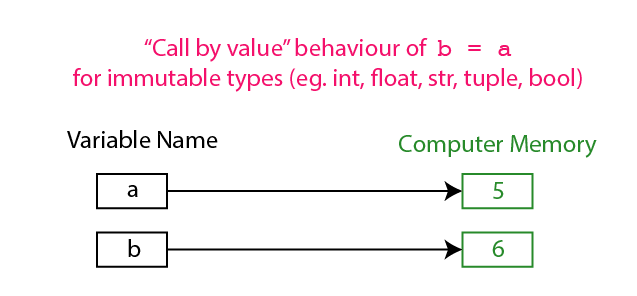 “Call by value” behaviour of b = a
for immutable types (eg. int, float, str, tuple, bool)
Variable Name
Computer Memory
a
5
b
6